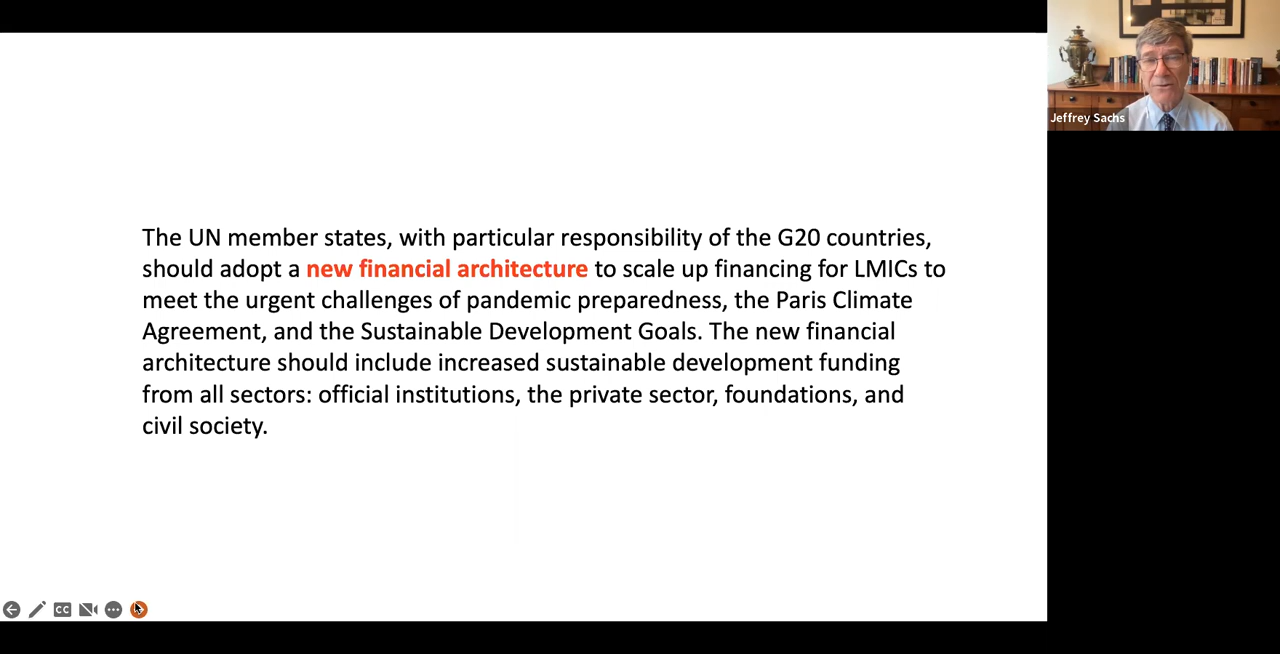 The UN member states, with particular responsibility of the G20 countries,
should adopt a new financial architecture to scale up financing for LMICs to
meet the urgent challenges of pandemic preparedness, the Paris Climate
Agreement, and the Sustainable Development Goals. The new financial
architecture should include increased sustainable development funding
from all sectors: official institutions, the private sector, foundations, and
civil society.
Jeffrey Sachs
CC